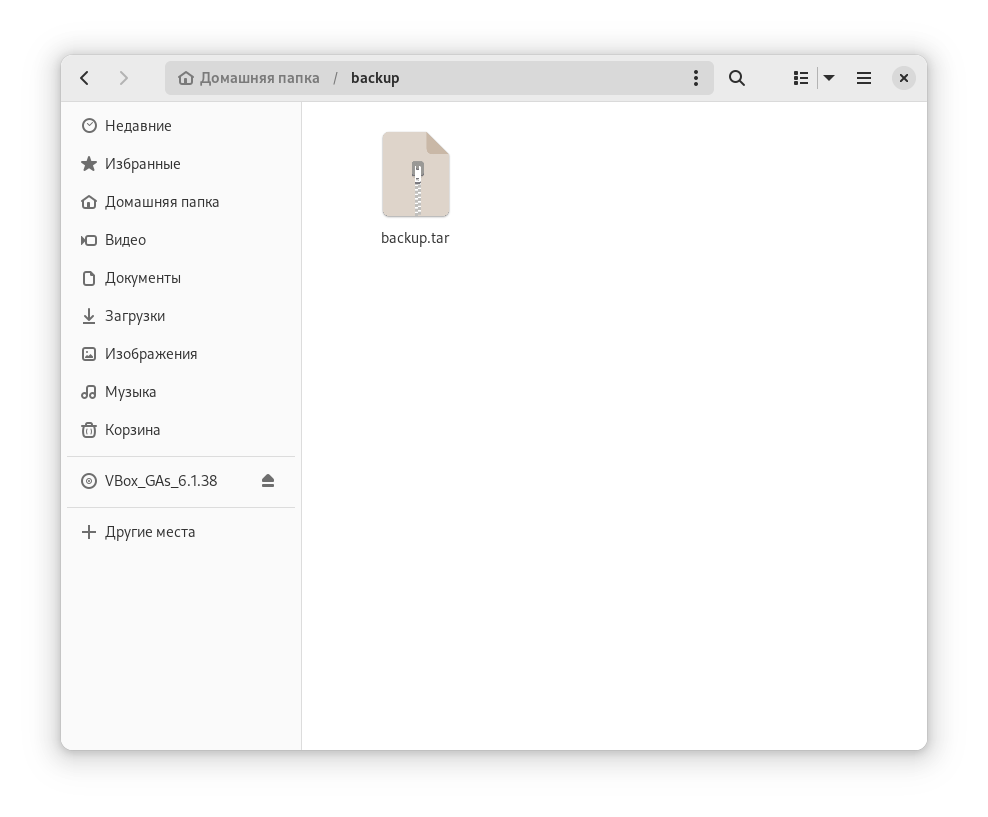 Домашняя папка / backup
Недавние
Избранные
Домашняя папка
Видео
Документы
Загрузки
Изображения
Музыка
Корзина
VBox_GAs_6.1.38
Другие места
backup.tar